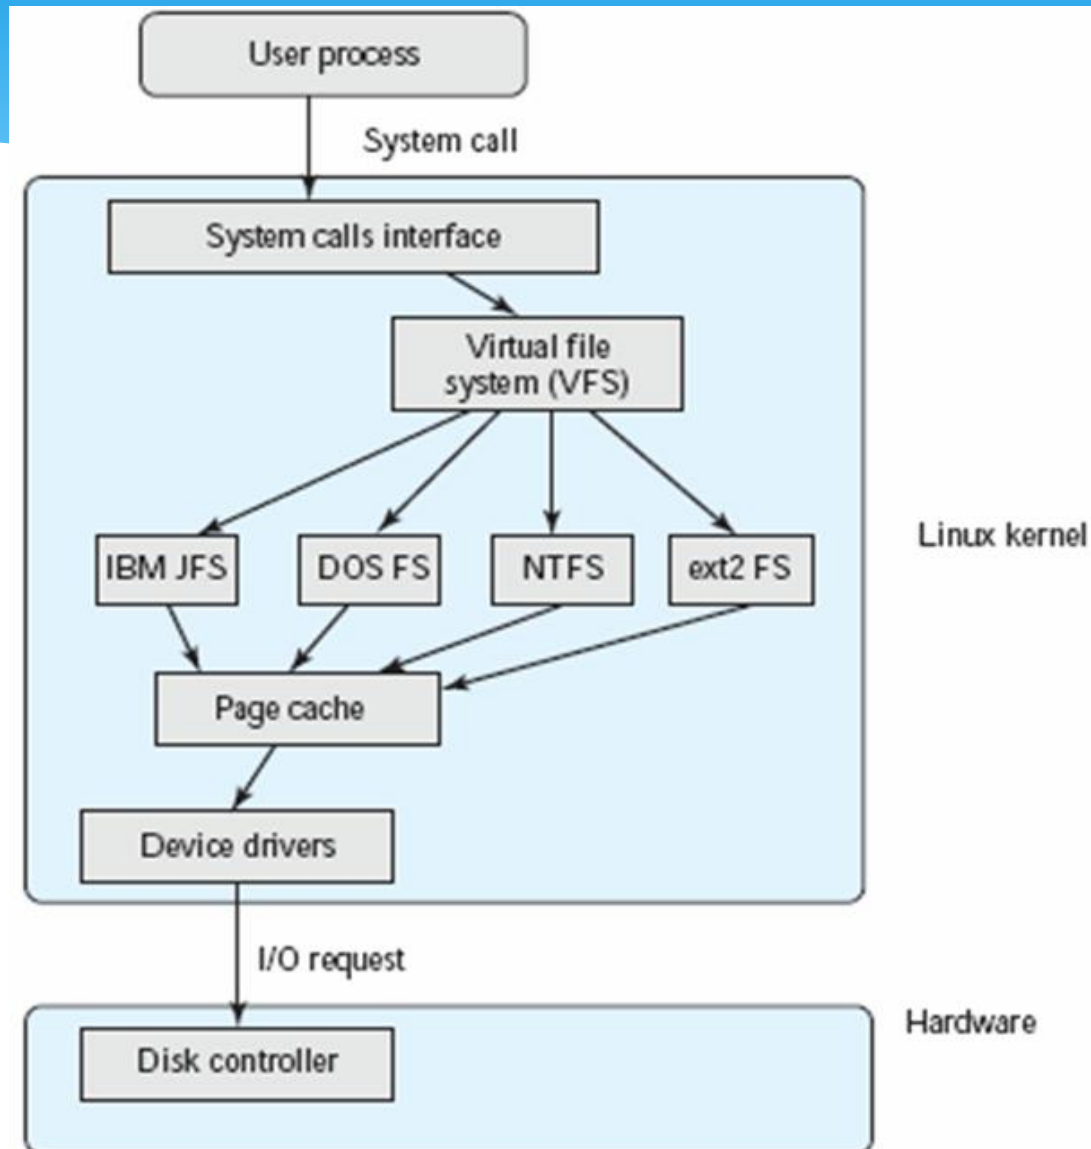 User process
System call
System calls interface
Virtual file
system (VFS)
Linux kernel
IBM JFS
DOS FS
NTFS
ext2 FS
Page cache
Device drivers
I/O request
Hardware
Disk controller